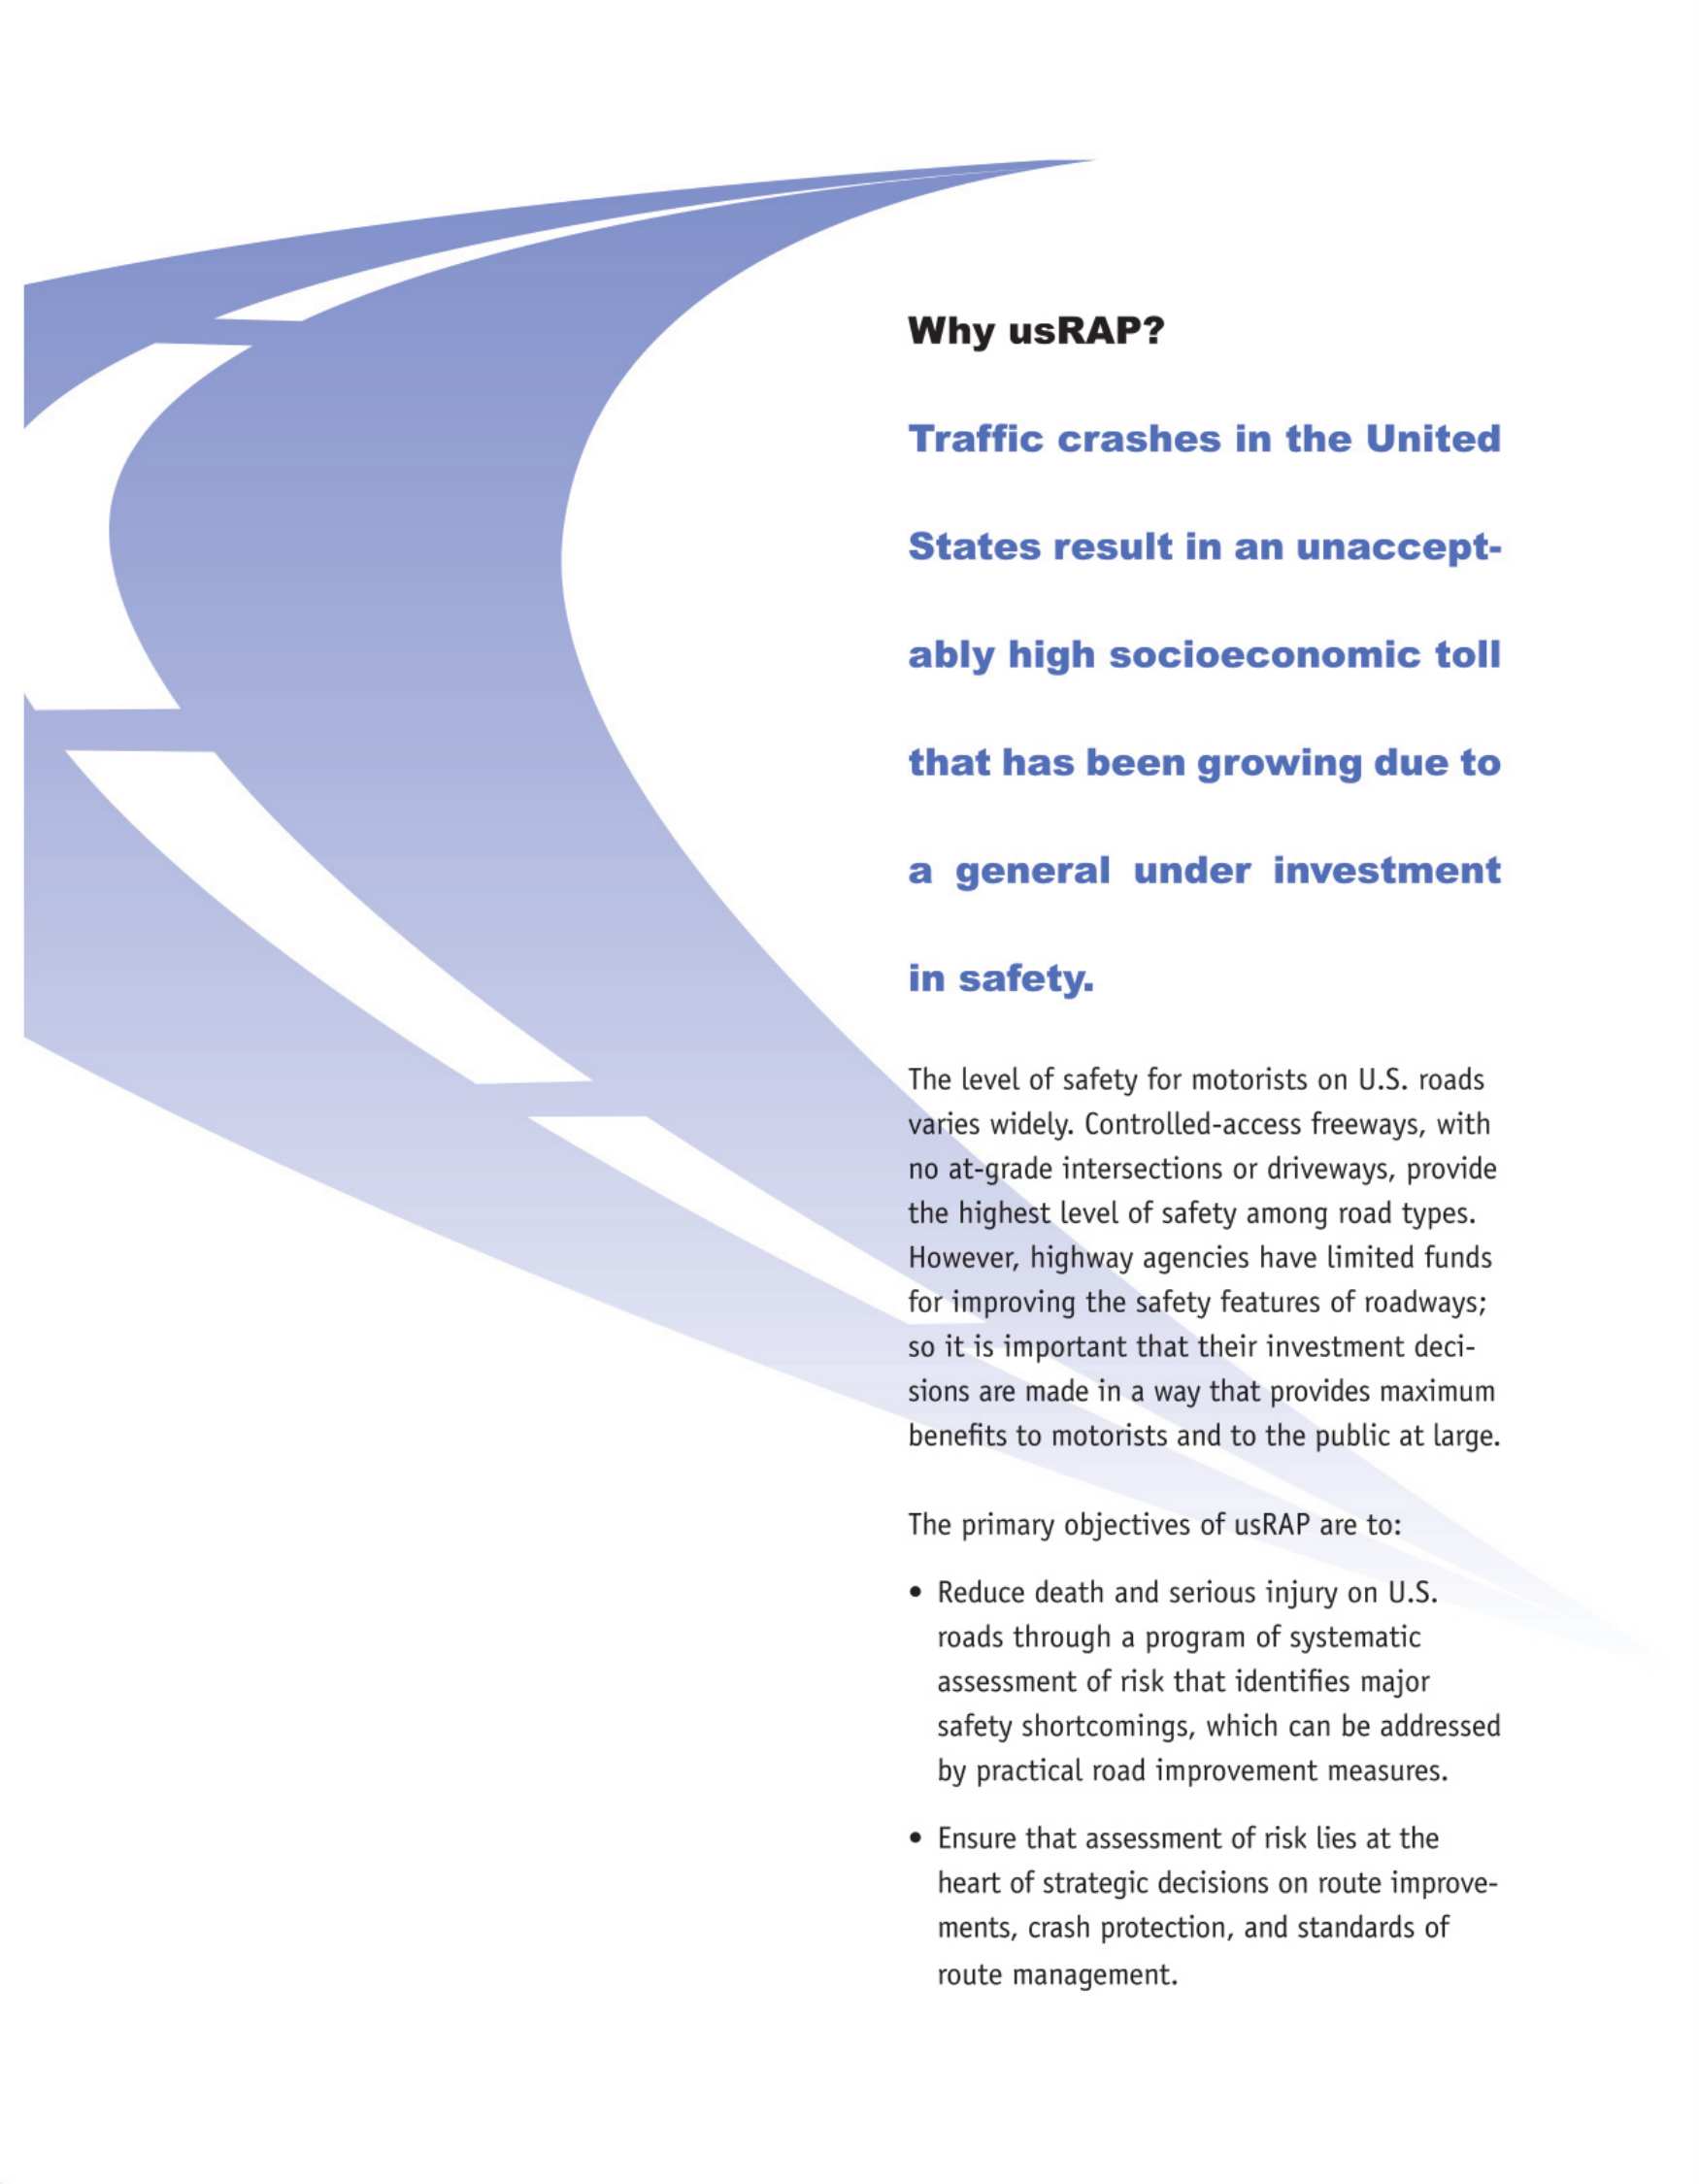 Why usRAP?
Traffic crashes in the United
States result in an unaccept-
ably high socioeconomic toll
that has been growing due to
a general under investment
in safety.
The level of safety for motorists on U.S. roads
varies widely. Controlled-access freeways, with
no at-grade intersections or driveways, provide
the highest level of safety among road types.
However, highway agencies have limited funds
for improving the safety features of roadways;
so it is important that their investment deci-
sions are made in a way that provides maximum
benefits to motorists and to the public at large.
The primary objectives of usRAP are to:
• Reduce death and serious injury on U.S.
roads through a program of systematic
assessment of risk that identifies major
safety shortcomings, which can be addressed
by practical road improvement measures.
• Ensure that assessment of risk lies at the
heart of strategic decisions on route improve-
ments, crash protection, and standards of
route management.